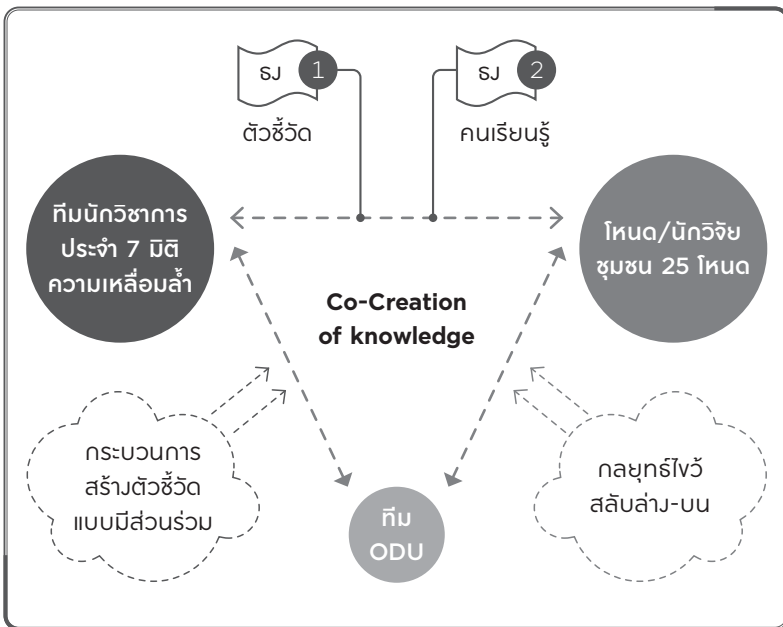 ธง 1
ตัวชี้วัด
ธง 2
คนเรียนรู้
ทีมนักวิชาการ
ประจำ 7 มิติ
ความเหลื่อมล้ำ
โหนด/นักวิจัย
ชุมชน 25 โหนด
Co-Creation
of knowledge
กระบวนการ
สร้างตัวชี้วัด
แบบมีส่วนร่วม
กลยุทธ์ไขว้
สลับล่าง-บน
ทีม
ODU